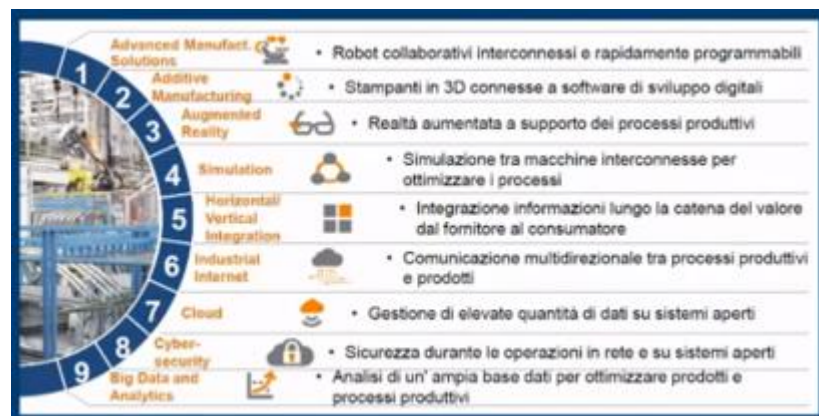 1
Advanced Manufact.
Solutions
• Robot collaborativi interconnessi e rapidamente programmabili
2
Additive
Manufacturing
• Stampanti in 3D connesse a software di sviluppo digitali
3
Augmented
Reality
• Realtà aumentata a supporto dei processi produttivi
4
Simulation
• Simulazione tra macchine interconnesse per
ottimizzare i processi
5
Horizontal/
Vertical
Integration
• Integrazione informazioni lungo la catena del valore
dal fornitore al consumatore
6
Industrial
Internet
• Comunicazione multidirezionale tra processi produttivi
e prodotti
7
Cloud
• Gestione di elevate quantità di dati su sistemi aperti
8
Cyber-
security
• Sicurezza durante le operazioni in rete e su sistemi aperti
9
Big Data and
Analytics
• Analisi di un' ampia base dati per ottimizzare prodotti e
processi produttivi